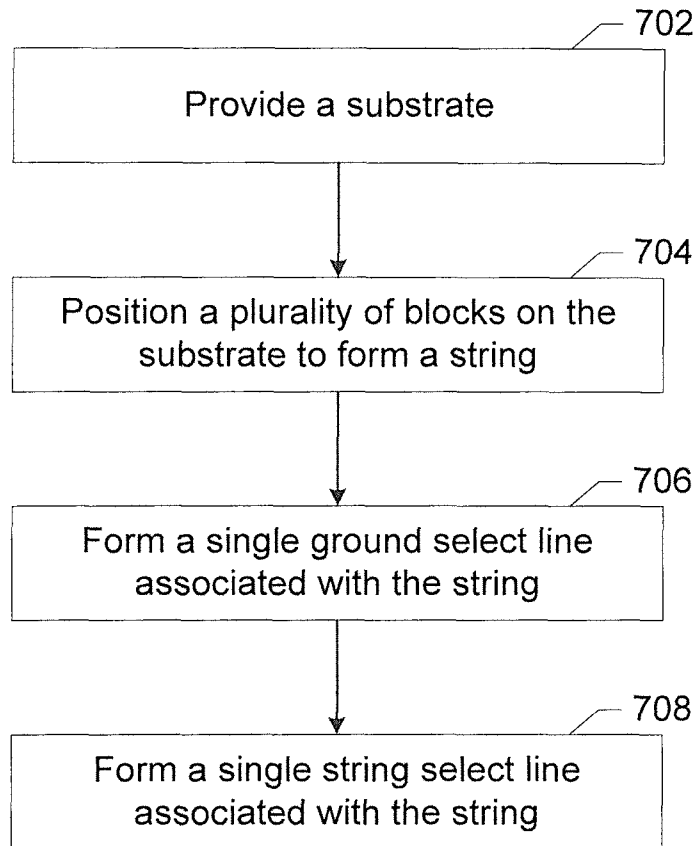 702
Provide a substrate
704
Position a plurality of blocks on the
substrate to form a string
706
Form a single ground select line
associated with the string
708
Form a single string select line
associated with the string